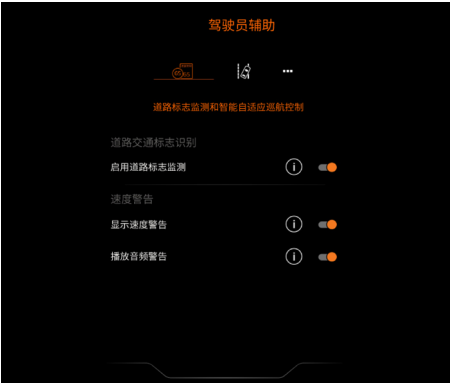 驾驶员辅助
道路标志监测和智能自适应巡航控制
道路交通标志识别
启用道路标志监测
速度警告
显示速度警告
播放音频警告